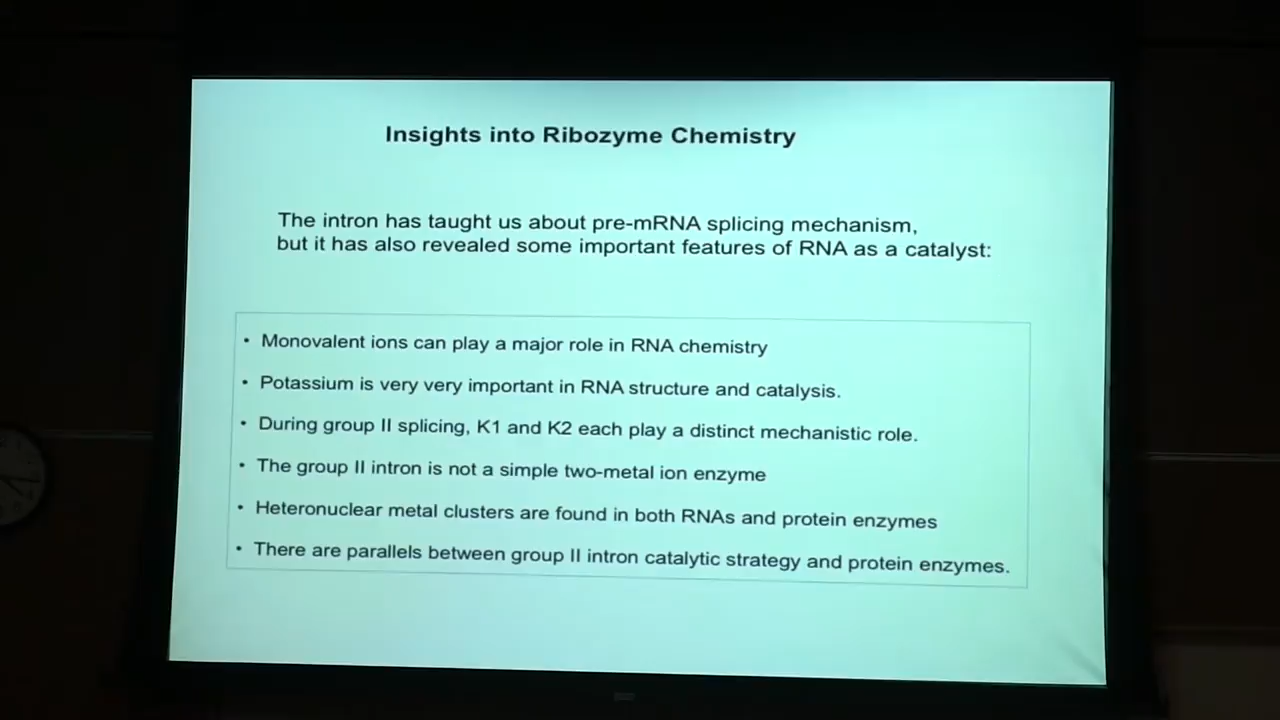 Insights into Ribozyme Chemistry
The intron has taught us about pre-mRNA splicing mechanism,
but it has also revealed some important features of RNA as a catalyst:
• Monovalent ions can play a major role in RNA chemistry
• Potassium is very very important in RNA structure and catalysis.
• During group II splicing, K1 and K2 each play a distinct mechanistic role.
• The group II intron is not a simple two-metal ion enzyme
• Heteronuclear metal clusters are found in both RNAs and protein enzymes
• There are parallels between group II intron catalytic strategy and protein enzymes.